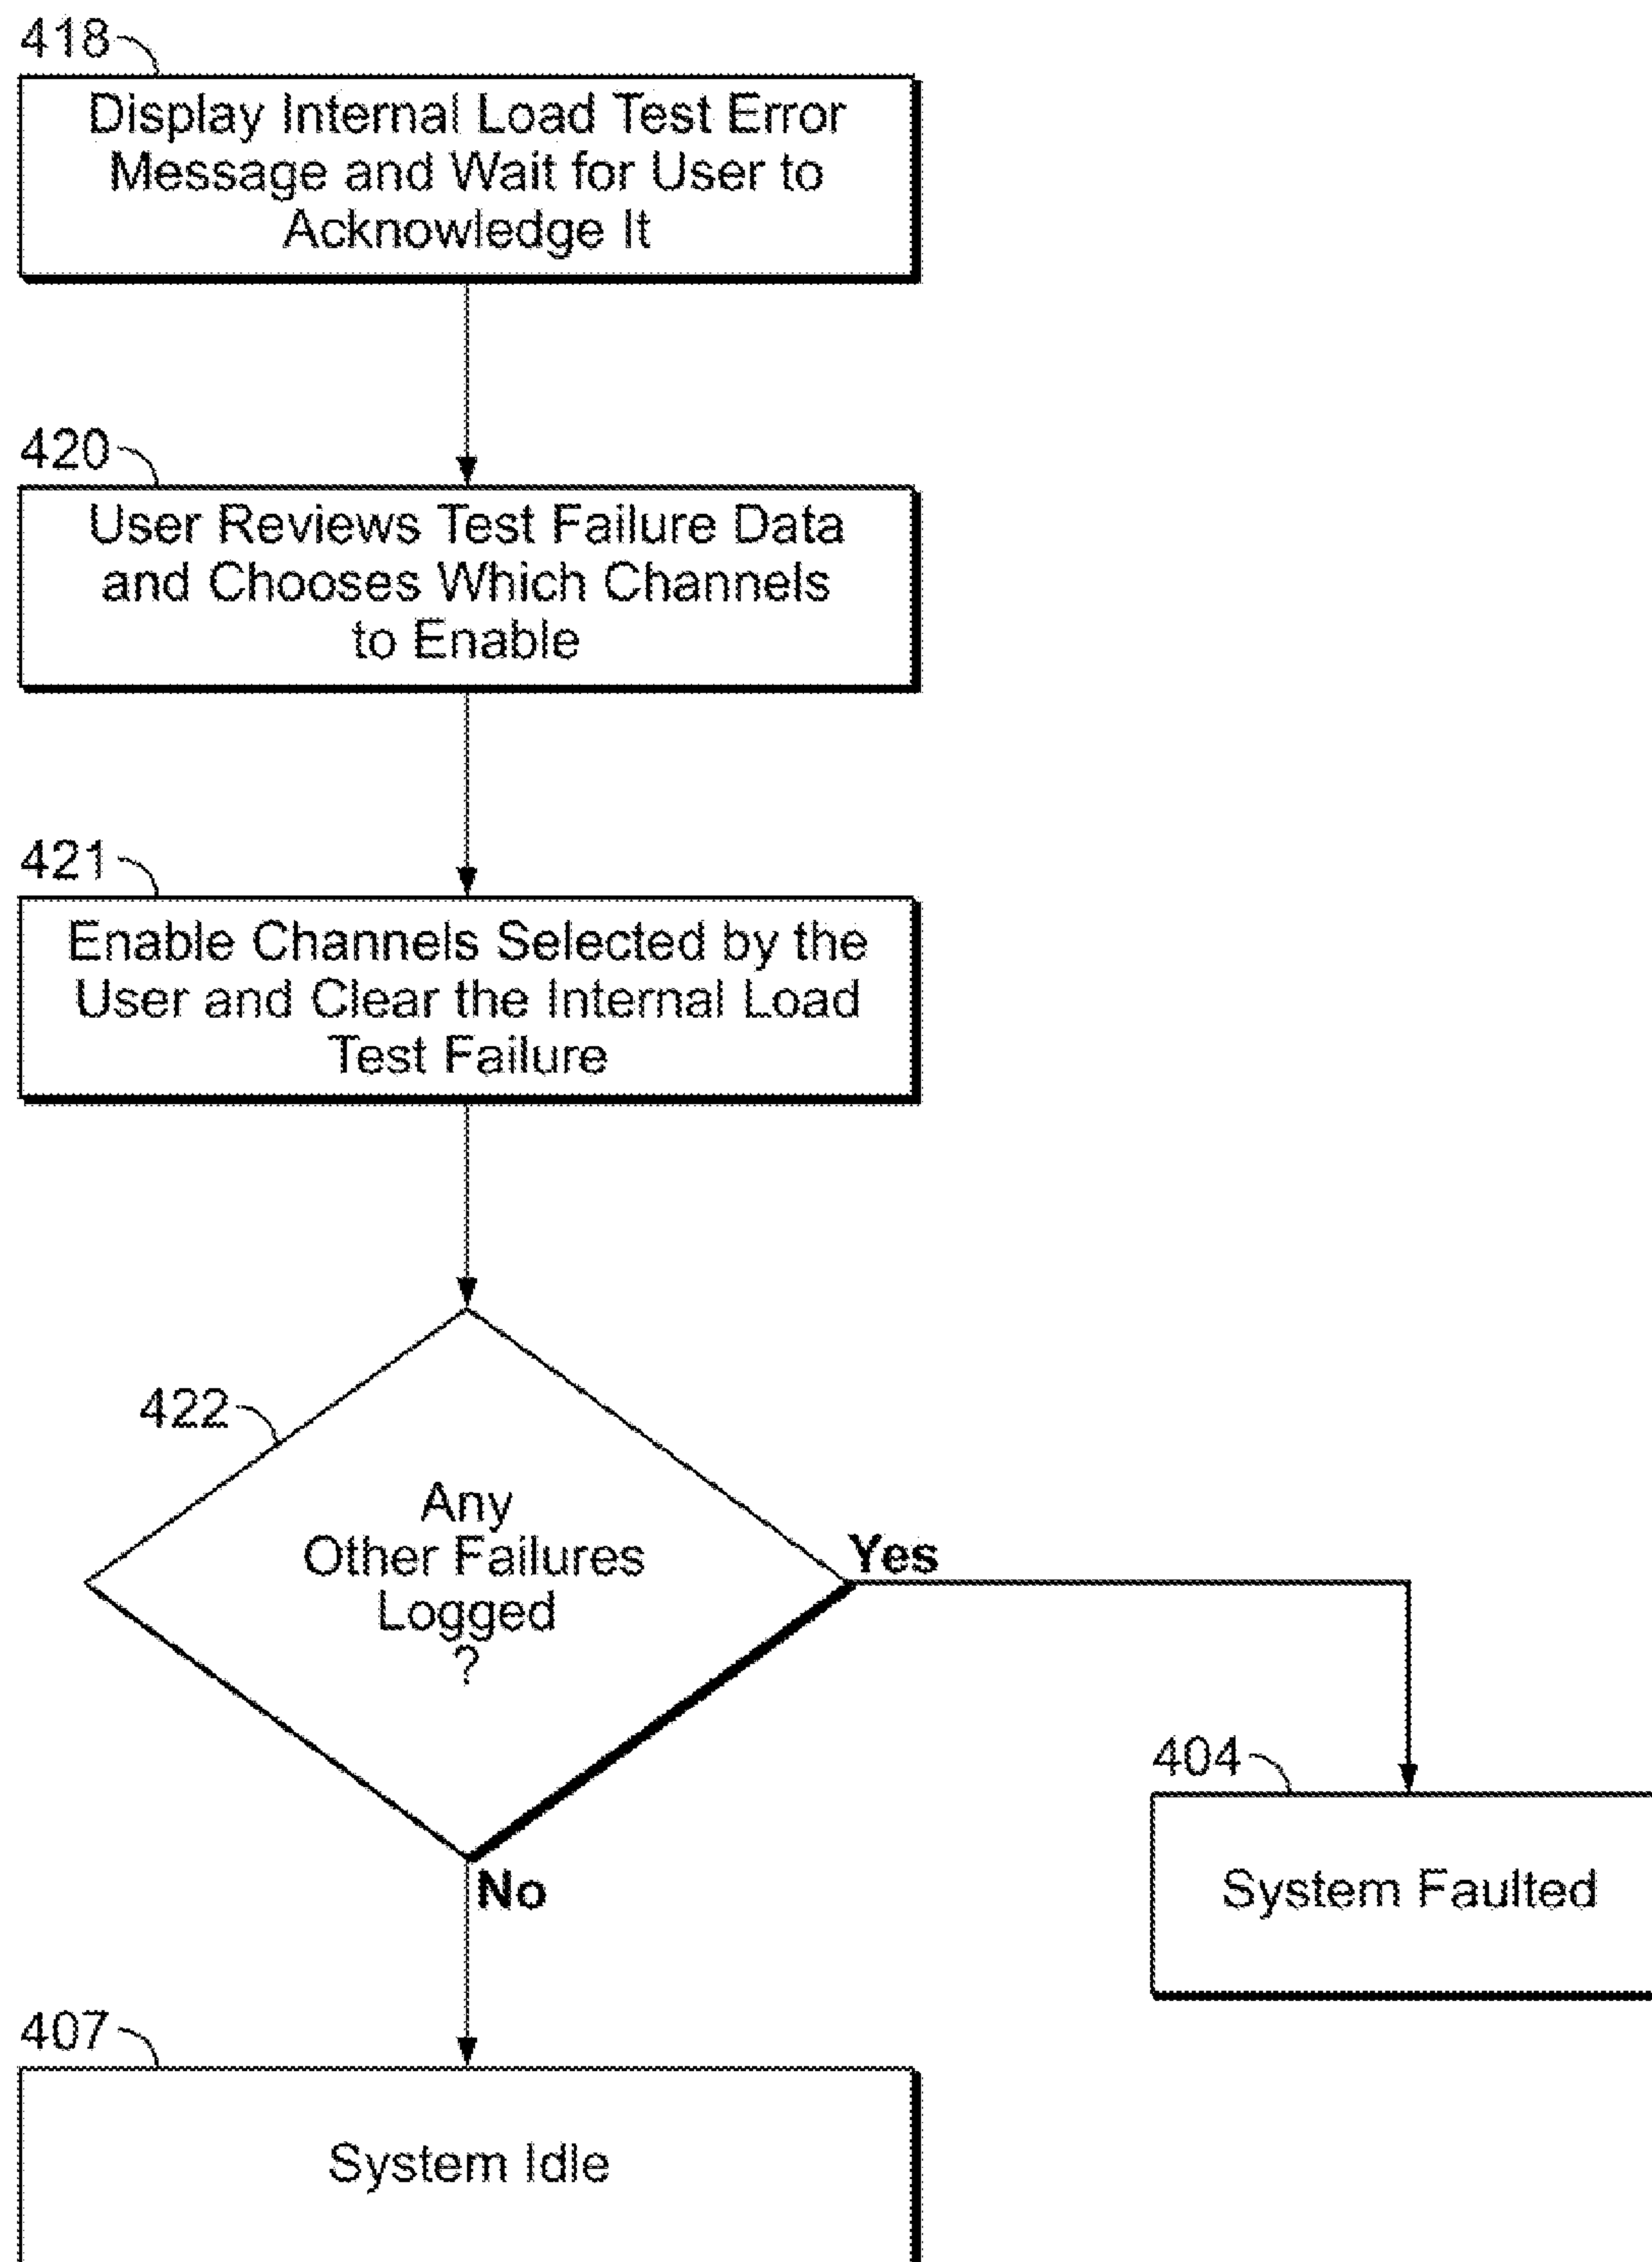 418
Display Internal Load Test Error
Message and Wait for User to
Acknowledge It
420
User Reviews Test Failure Data
and Chooses Which Channels
to Enable
421
Enable Channels Selected by the
User and Clear the Internal Load
Test Failure
422
Any
Other Failures
Logged
?
Yes
404
System Faulted
No
407
System Idle